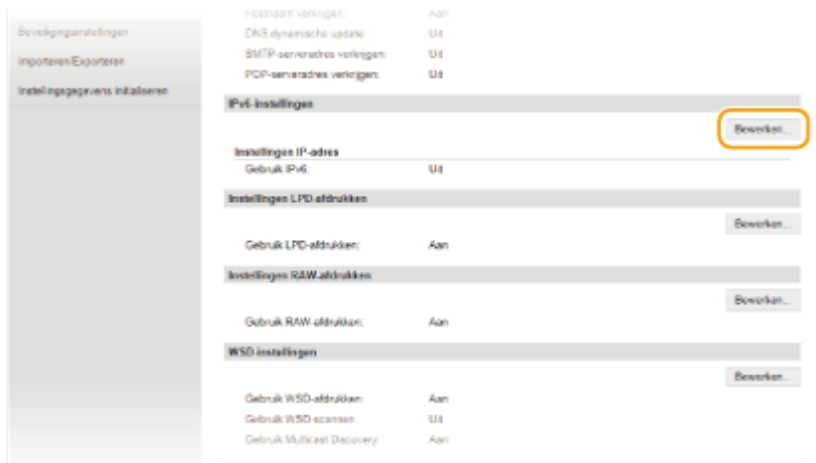 Beveiligingsinstellingen
Importeren/Exporteren
Instellingsgegevens initialiseren
Hostnaam verkrijgen: Aan
DNS dynamische update: Uit
SMTP-serveradres verkrijgen: Uit
POP-serveradres verkrijgen: Uit
IPv6-instellingen
Bewerken...
Instellingen IP-adres
Gebruik IPv6: Uit
Instellingen LPD-afdrukken
Bewerken...
Gebruik LPD-afdrukken: Aan
Instellingen RAW-afdrukken
Bewerken...
Gebruik RAW-afdrukken: Aan
WSD-instellingen
Bewerken...
Gebruik WSD-afdrukken: Aan
Gebruik WSD-scannen: Uit
Gebruik Multicast Discovery: Aan